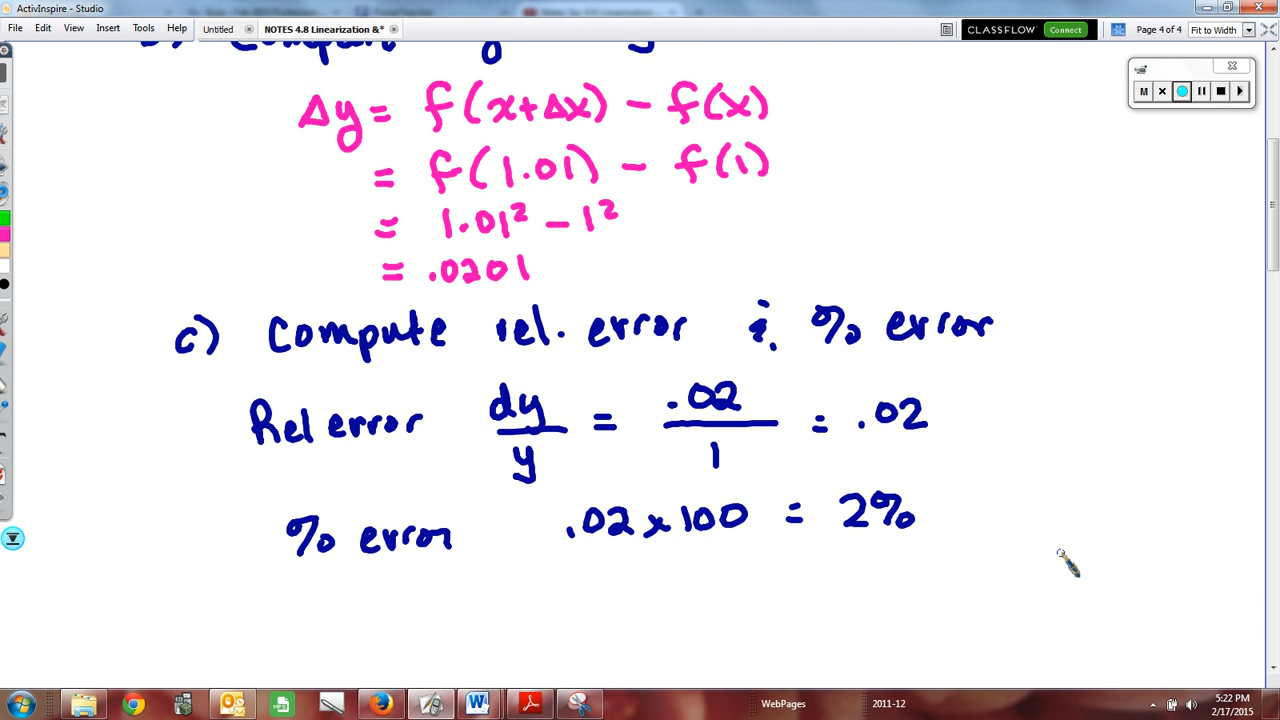 ActivInspire - Studio
File Edit View Insert Tools Help Untitled NOTES 4.8 Linearization &* CLASSFLOW Connect Page 4 of 4 Fit to Width
M
Δy = f(x+Δx) - f(x)
= f(1.01) - f(1)
= 1.01² - 1²
= .0201
c) Compute rel. error & % error
Rel error dy/y = .02/1 = .02
% error .02 x 100 = 2%
WebPages 2011-12 5:22 PM
2/17/2015